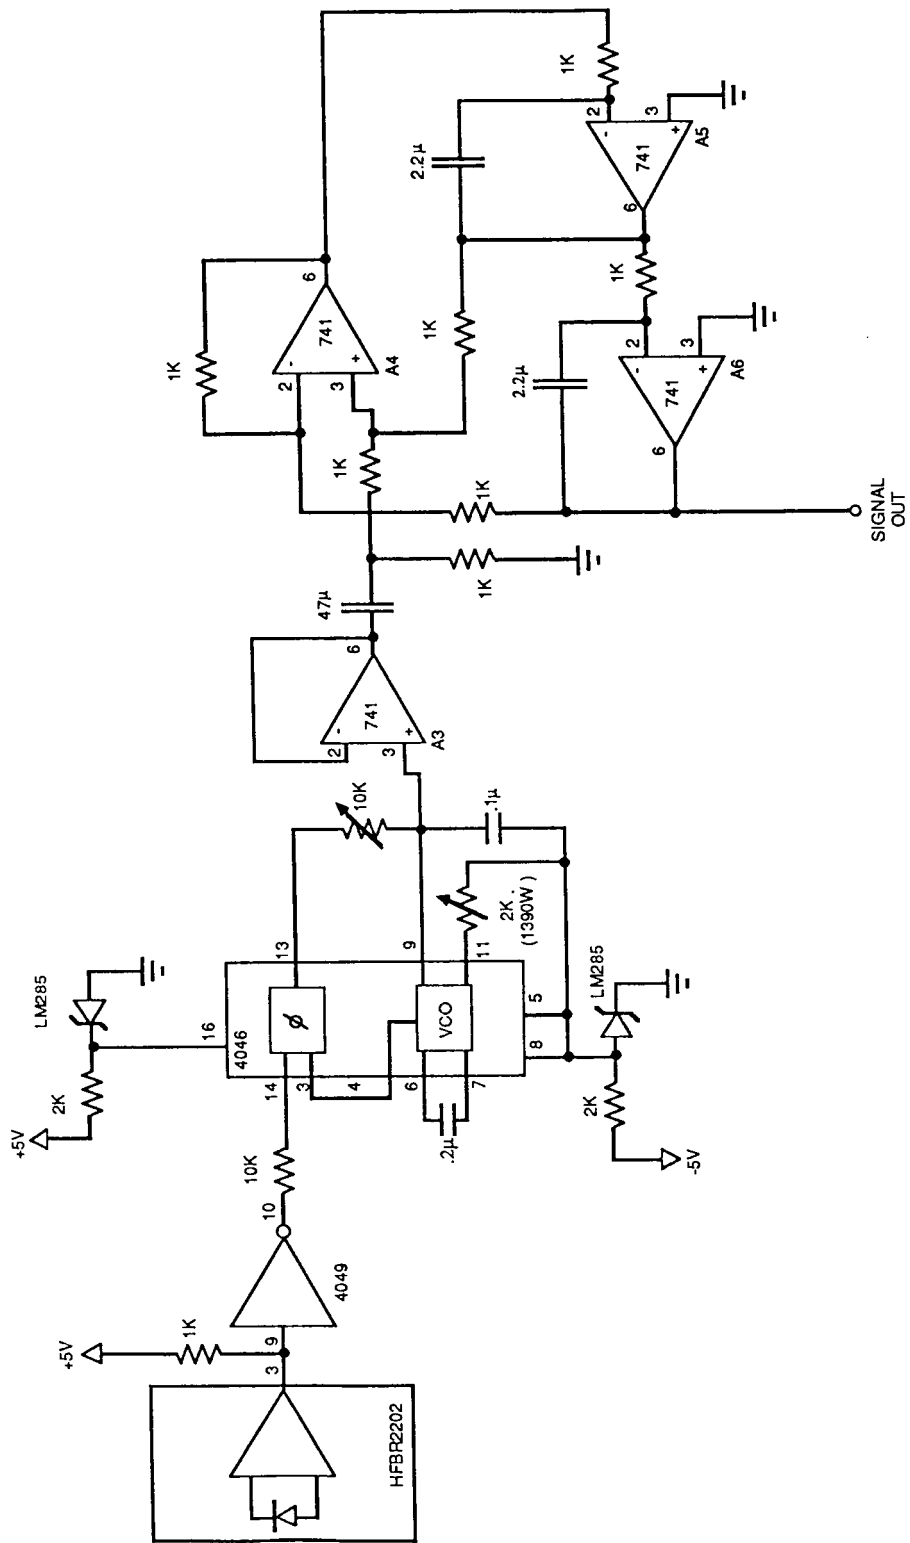 HFBR2202
3
9
+5V
1K
4049
10
10K
+5V
2K
LM285
16
4046
14
3
4
6
7
.2µ
ø
VCO
13
9
11
5
8
LM285
2K
-5V
10K
.1µ
2K .
(1390W )
2
3
-
+
741
6
A3
47µ
1K
1K
1K
1K
2
3
-
+
741
6
A4
1K
2.2µ
1K
2
3
-
+
741
6
A5
1K
2.2µ
2
3
-
+
741
6
A6
SIGNAL
OUT